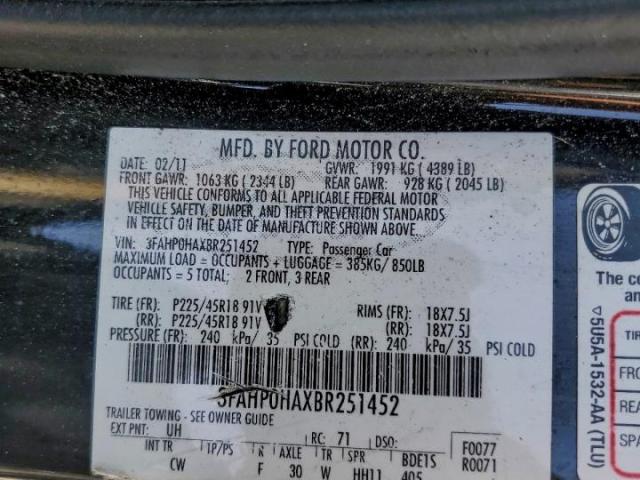 MFD. BY FORD MOTOR CO.
DATE: 02/11 GVWR: 1991 KG ( 4389 LB)
FRONT GAWR: 1063 KG ( 2344 LB) REAR GAWR: 928 KG ( 2045 LB)
THIS VEHICLE CONFORMS TO ALL APPLICABLE FEDERAL MOTOR
VEHICLE SAFETY, BUMPER, AND THEFT PREVENTION STANDARDS
IN EFFECT ON THE DATE OF MANUFACTURE SHOWN ABOVE.
VIN: 3FAHP0HAXBR251452 TYPE: Passenger Car
MAXIMUM LOAD = OCCUPANTS + LUGGAGE = 385KG/ 850LB
OCCUPANTS = 5 TOTAL: 2 FRONT, 3 REAR
TIRE (FR): P225/45R18 91V RIMS (FR): 18X7.5J
(RR): P225/45R18 91V (RR): 18X7.5J
PRESSURE (FR): 240 kPa/ 35 PSI COLD (RR): 240 kPa/ 35 PSI COLD
3FAHP0HAXBR251452
TRAILER TOWING - SEE OWNER GUIDE
EXT PNT: UH RC: 71 DSO: F0077
INT TR TP/PS R AXLE TR SPR BDE1S R0071
CW F 30 W HH11 405
The co
an
TI
RE
SPA
▽5U5A-1532-AA (TLU)